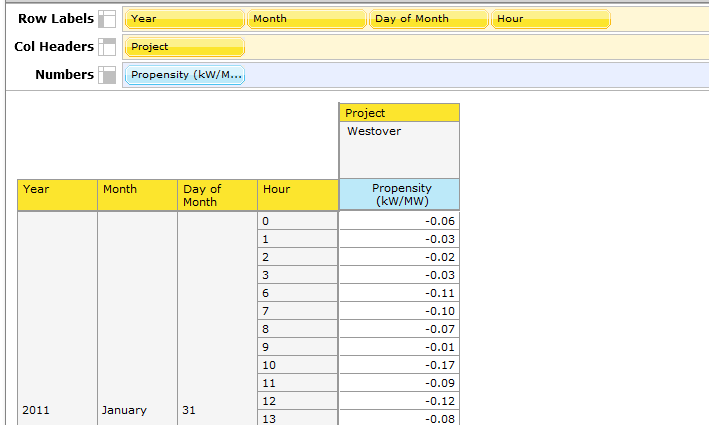 Row Labels Year Month Day of Month Hour
Col Headers Project
Numbers Propensity (kW/M...
Project
Westover
Year Month Day of Month Hour Propensity (kW/MW)
0 -0.06
1 -0.03
2 -0.02
3 -0.03
6 -0.11
7 -0.10
8 -0.07
9 -0.01
10 -0.17
11 -0.09
12 -0.12
2011 January 31
13 -0.08